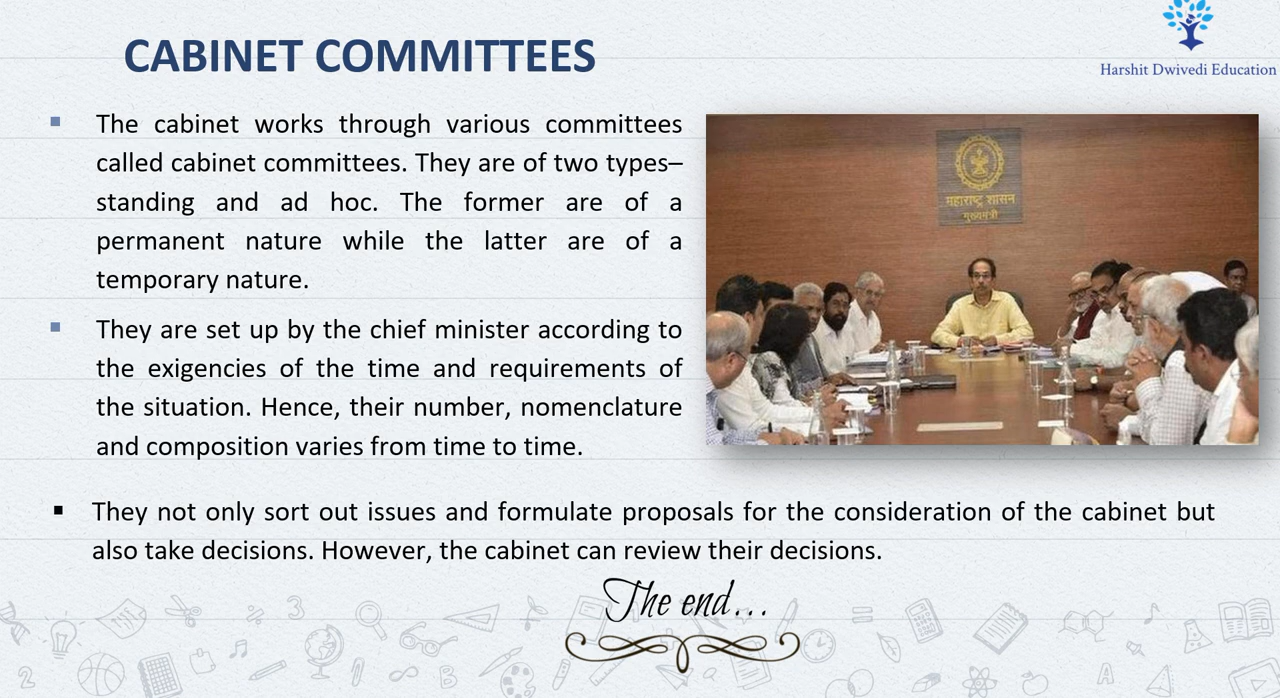 CABINET COMMITTEES
Harshit Dwivedi Education
▪ The cabinet works through various committees
called cabinet committees. They are of two types–
standing and ad hoc. The former are of a
permanent nature while the latter are of a
temporary nature.
▪ They are set up by the chief minister according to
the exigencies of the time and requirements of
the situation. Hence, their number, nomenclature
and composition varies from time to time.
महाराष्ट्र शासन
मुख्यमंत्री
▪ They not only sort out issues and formulate proposals for the consideration of the cabinet but
also take decisions. However, the cabinet can review their decisions.
The end...